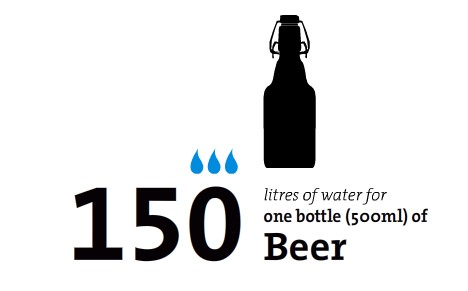 150
litres of water for
one bottle (500ml) of
Beer